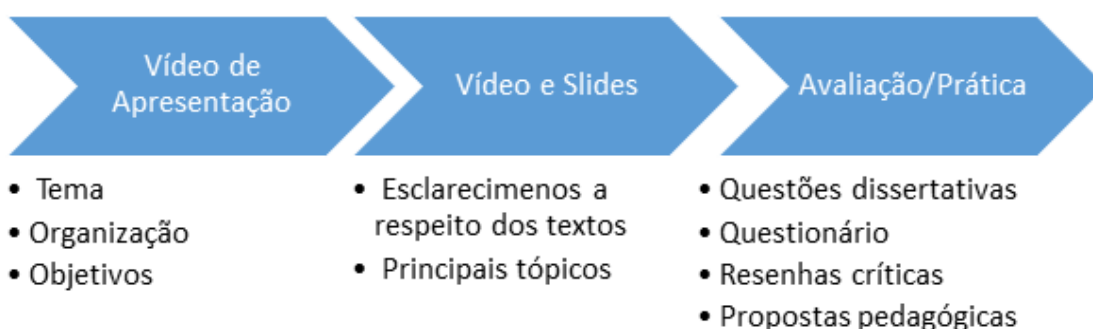 Vídeo de
Apresentação
• Tema
• Organização
• Objetivos
Vídeo e Slides
• Esclarecimenos a
respeito dos textos
• Principais tópicos
Avaliação/Prática
• Questões dissertativas
• Questionário
• Resenhas críticas
• Propostas pedagógicas